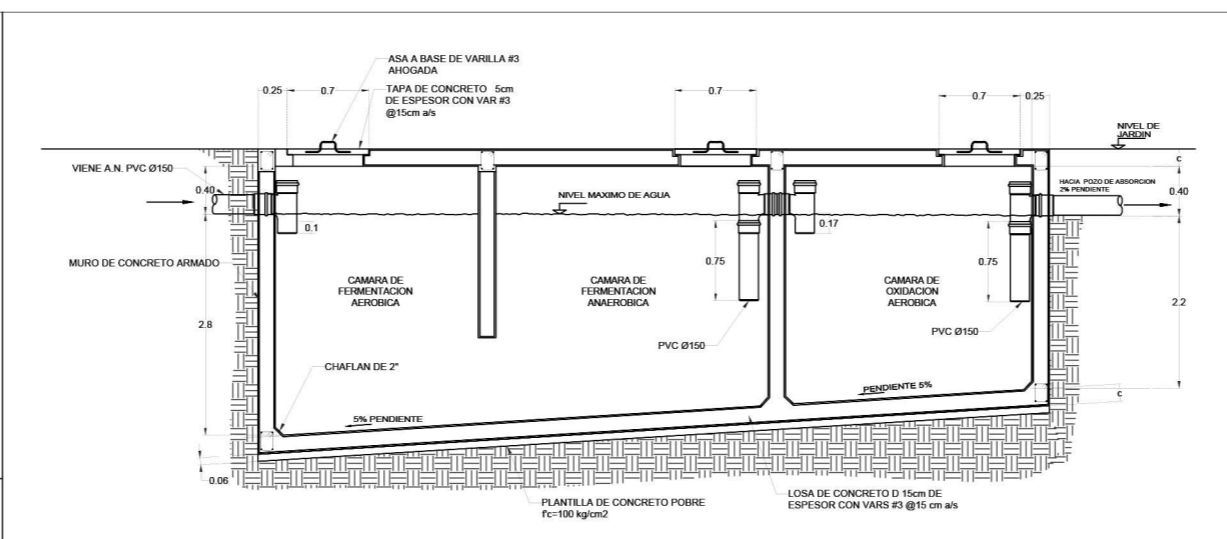 ASA A BASE DE VARILLA #3
AHOGADA
TAPA DE CONCRETO 5cm
DE ESPESOR CON VAR #3
@15cm a/s
0.25
0.7
0.7
0.7
0.25
NIVEL DE
JARDIN
VIENE A.N. PVC Ø150
c
HACIA POZO DE ABSORCION
2% PENDIENTE
0.40
0.40
NIVEL MAXIMO DE AGUA
0.1
0.17
MURO DE CONCRETO ARMADO
0.75
0.75
CAMARA DE
FERMENTACION
AEROBICA
CAMARA DE
FERMENTACION
ANAEROBICA
CAMARA DE
OXIDACION
AEROBICA
2.2
2.8
PVC Ø150
PVC Ø150
CHAFLAN DE 2"
PENDIENTE 5%
c
5% PENDIENTE
0.06
PLANTILLA DE CONCRETO POBRE
f'c=100 kg/cm2
LOSA DE CONCRETO D 15cm DE
ESPESOR CON VARS #3 @15 cm a/s